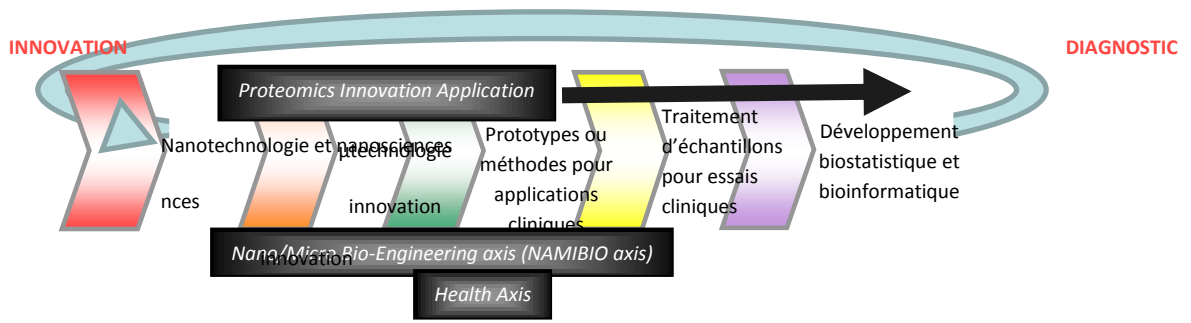 INNOVATION
DIAGNOSTIC
Proteomics Innovation Application
Nanotechnologie et nanosciences
nces
µtechnologie
innovation
innovation
Prototypes ou
méthodes pour
applications
cliniques
Traitement
d’échantillons
pour essais
cliniques
Développement
biostatistique et
bioinformatique
Nano/Micro Bio-Engineering axis (NAMIBIO axis)
Health Axis